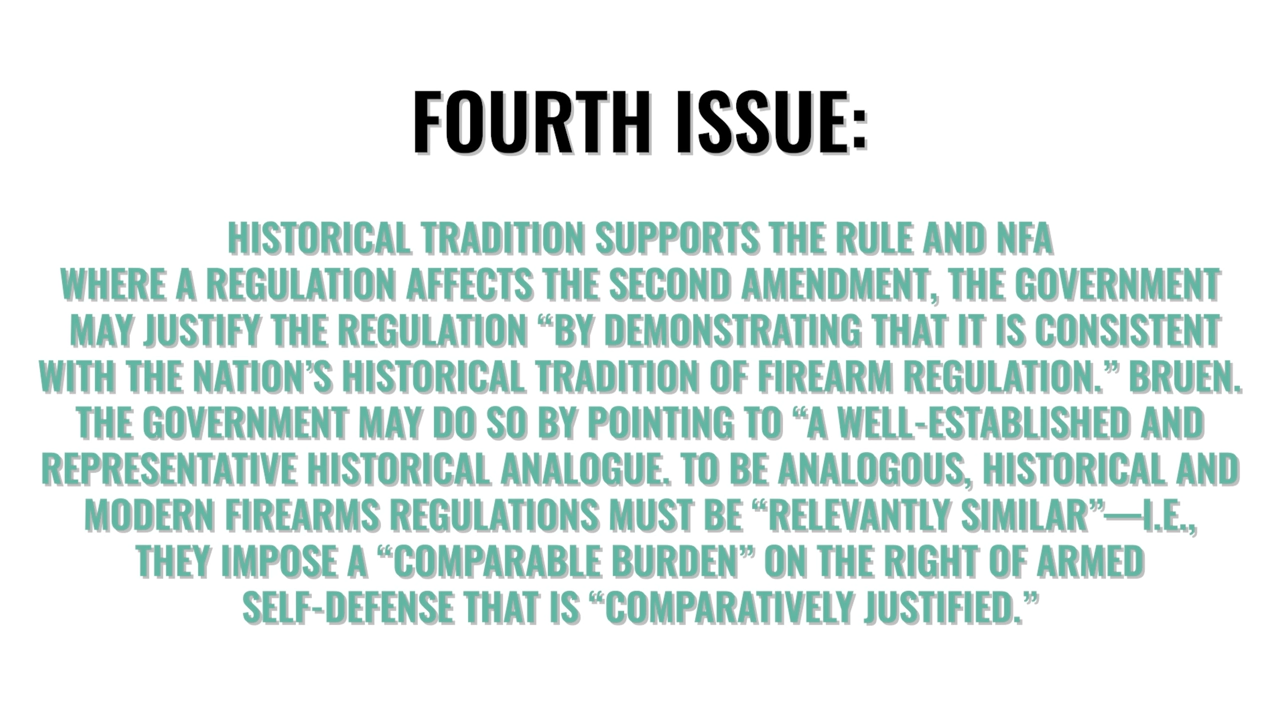 FOURTH ISSUE:
HISTORICAL TRADITION SUPPORTS THE RULE AND NFA
WHERE A REGULATION AFFECTS THE SECOND AMENDMENT, THE GOVERNMENT
MAY JUSTIFY THE REGULATION “BY DEMONSTRATING THAT IT IS CONSISTENT
WITH THE NATION’S HISTORICAL TRADITION OF FIREARM REGULATION.” BRUEN.
THE GOVERNMENT MAY DO SO BY POINTING TO “A WELL-ESTABLISHED AND
REPRESENTATIVE HISTORICAL ANALOGUE. TO BE ANALOGOUS, HISTORICAL AND
MODERN FIREARMS REGULATIONS MUST BE “RELEVANTLY SIMILAR”—I.E.,
THEY IMPOSE A “COMPARABLE BURDEN” ON THE RIGHT OF ARMED
SELF-DEFENSE THAT IS “COMPARATIVELY JUSTIFIED.”